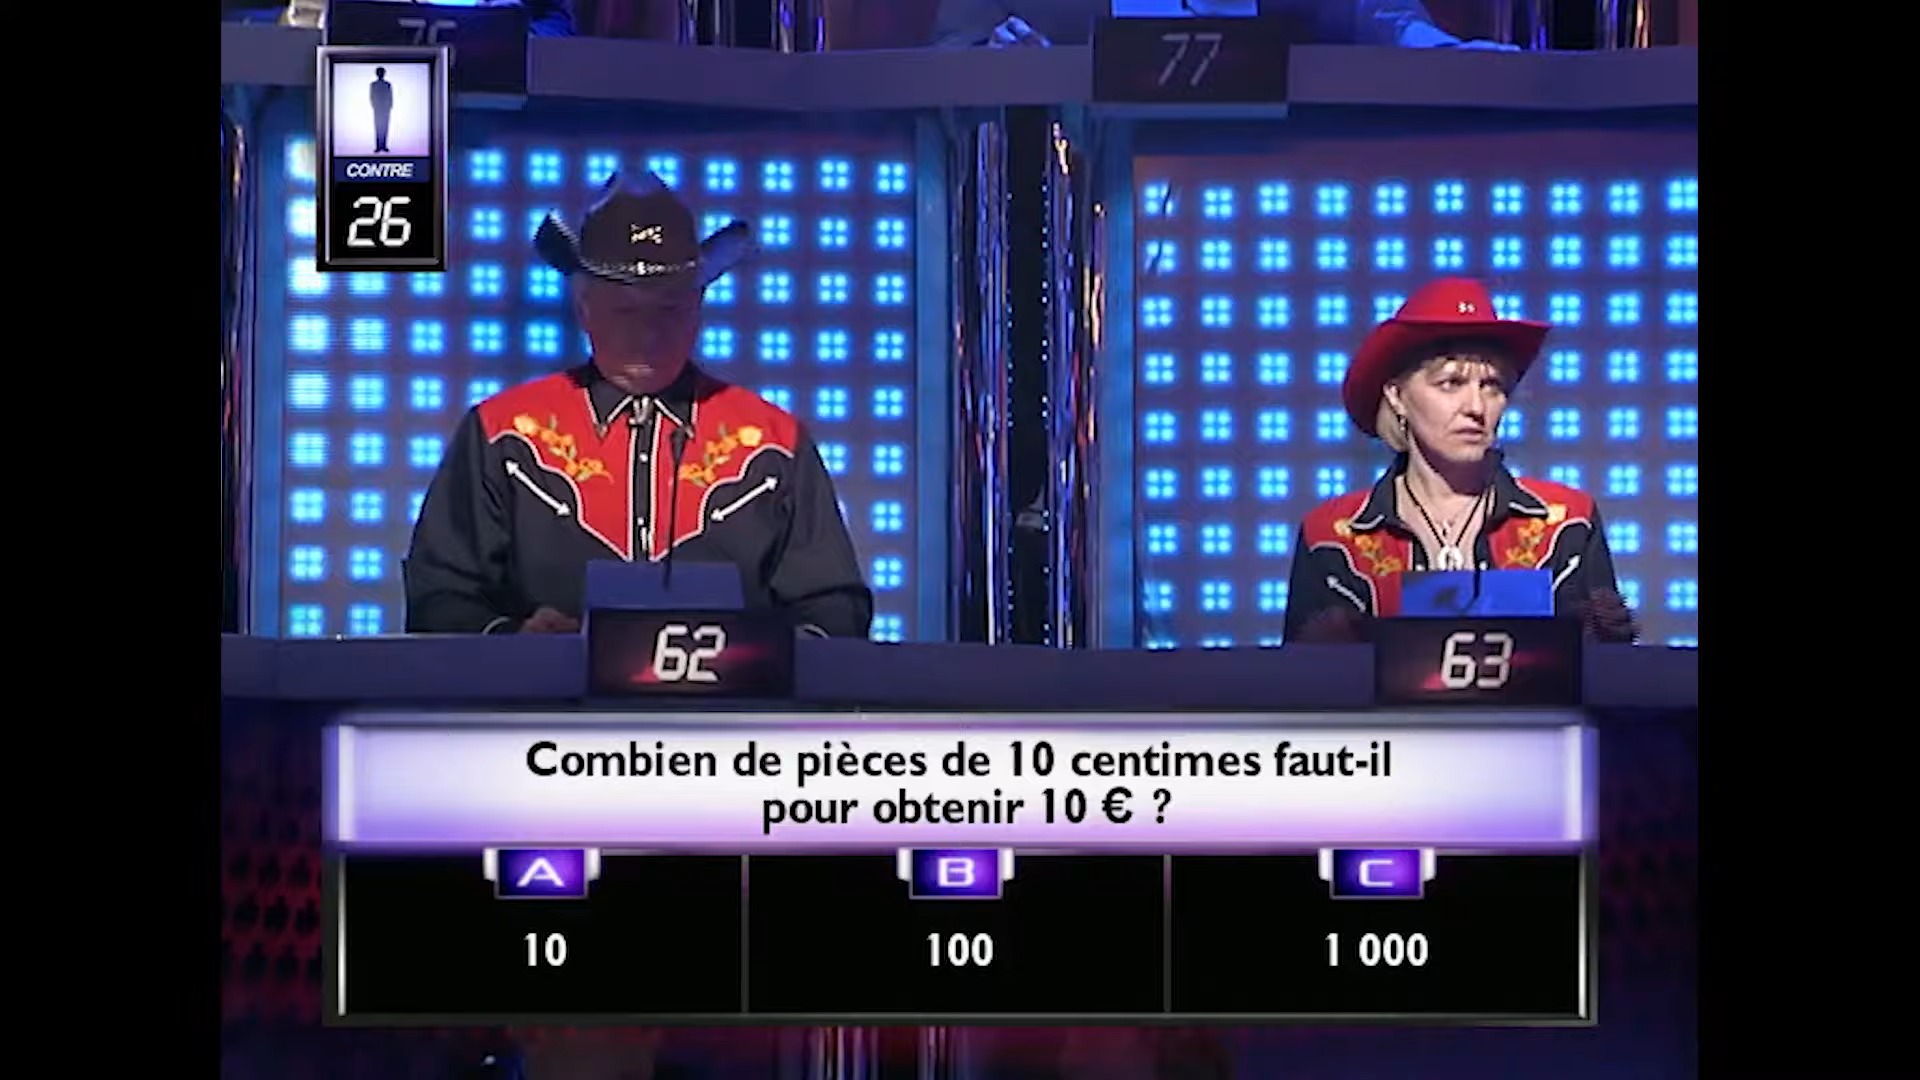 75
77
CONTRE
26
62
63
Combien de pièces de 10 centimes faut-il
pour obtenir 10 € ?
A
B
C
10
100
1 000